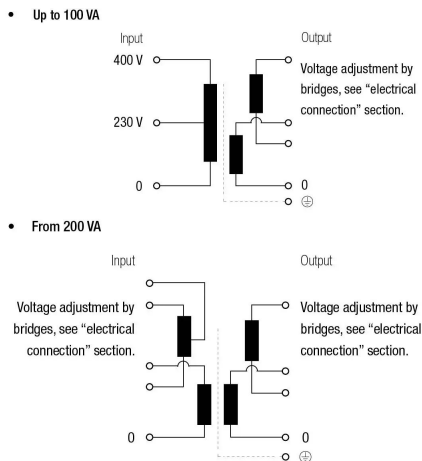 • Up to 100 VA
Input
Output
400 V
Voltage adjustment by
bridges, see “electrical
connection” section.
230 V
0
0
• From 200 VA
Input
Output
Voltage adjustment by
bridges, see “electrical
connection” section.
Voltage adjustment by
bridges, see “electrical
connection” section.
0
0